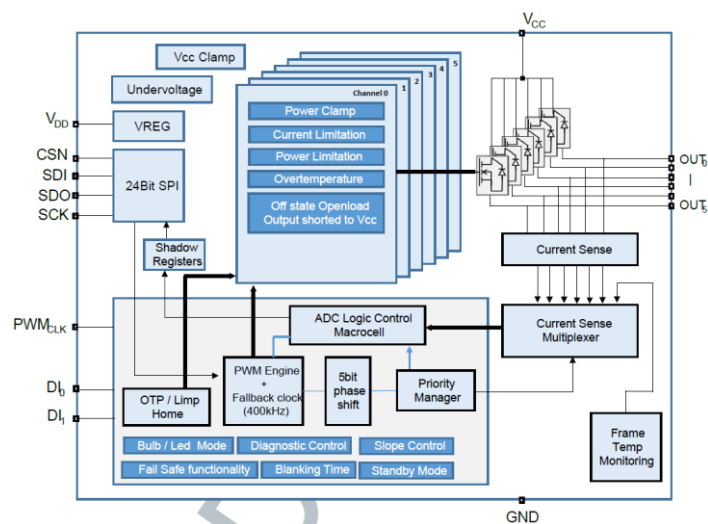 VCC
Vcc Clamp
Undervoltage
VDD
VREG
CSN
SDI
SDO
SCK
24Bit SPI
Shadow
Registers
5
4
3
2
1
Channel 0
Power Clamp
Current Limitation
Power Limitation
Overtemperature
Off state Openload
Output shorted to Vcc
OUT0
OUT5
Current Sense
Current Sense
Multiplexer
PWMCLK
ADC Logic Control
Macrocell
DI0
DI1
OTP / Limp
Home
PWM Engine
+
Fallback clock
(400kHz)
5bit
phase
shift
Priority
Manager
Frame
Temp
Monitoring
Bulb / Led Mode
Diagnostic Control
Slope Control
Fail Safe functionality
Blanking Time
Standby Mode
GND